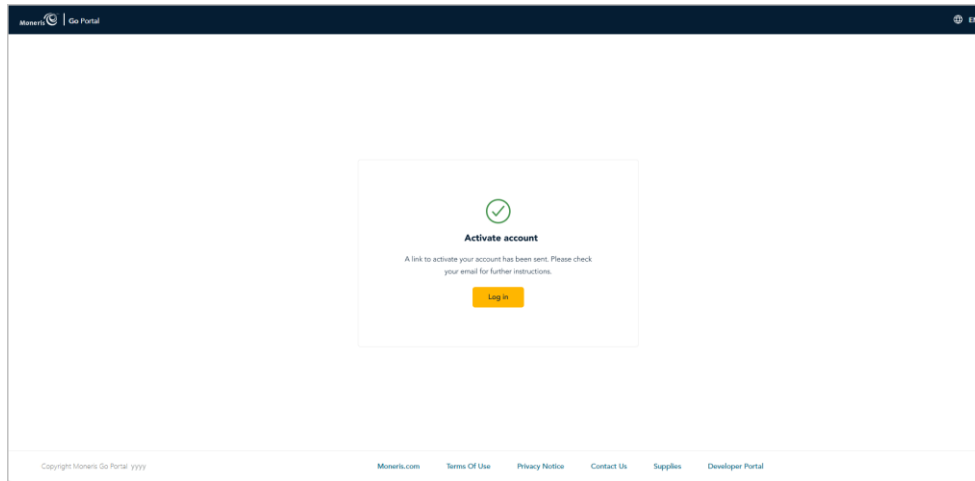 Moneris Go Portal
Activate account
A link to activate your account has been sent. Please check
your email for further instructions.
Log in
Copyright Moneris Go Portal yyyy
Moneris.com Terms Of Use Privacy Notice Contact Us Supplies Developer Portal